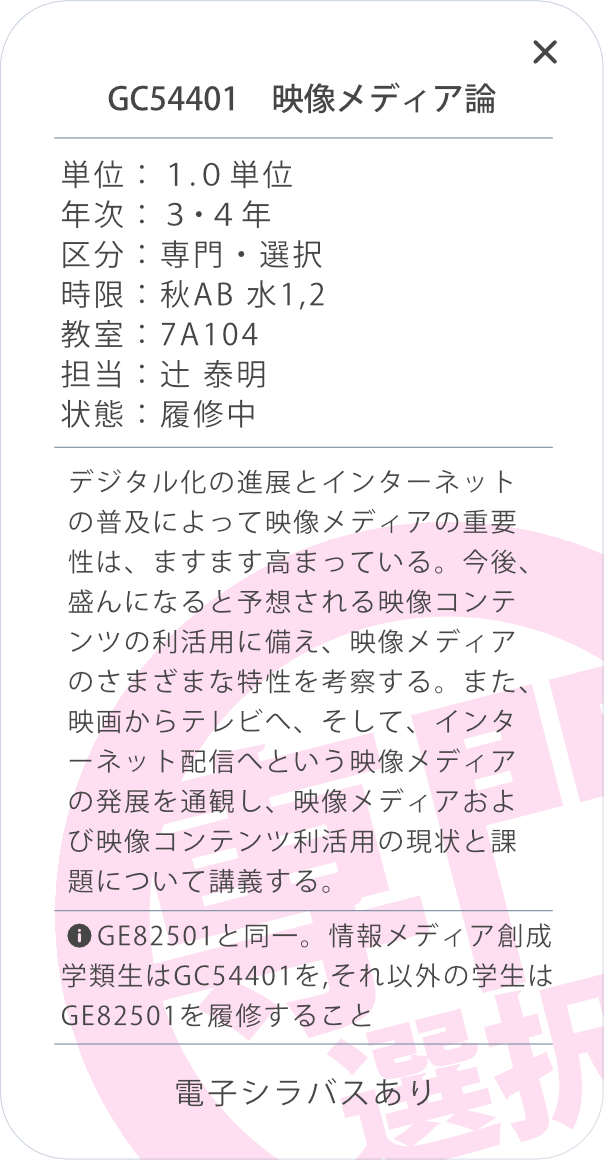 GC54401　映像メディア論
単位：1.0単位
年次：3・4年
区分：専門・選択
時限：秋AB 水1,2
教室：7A104
担当：辻 泰明
状態：履修中
デジタル化の進展とインターネット
の普及によって映像メディアの重要
性は、ますます高まっている。今後、
盛んになると予想される映像コンテ
ンツの利活用に備え、映像メディア
のさまざまな特性を考察する。また、
映画からテレビへ、そして、インタ
ーネット配信へという映像メディア
の発展を通観し、映像メディアおよ
び映像コンテンツ利活用の現状と課
題について講義する。
GE82501と同一。情報メディア創成
学類生はGC54401を,それ以外の学生は
GE82501を履修すること
電子シラバスあり
専門
選択